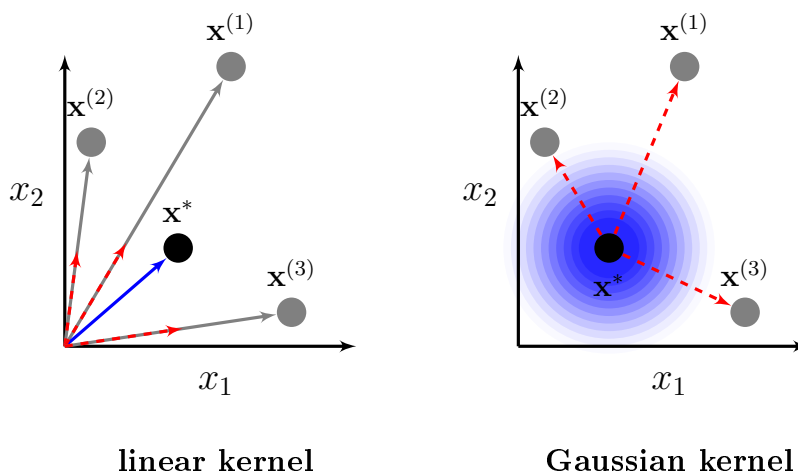 x^(1)
x^(2)
x*
x^(3)
x_2
x_1
linear kernel
x^(1)
x^(2)
x*
x^(3)
x_2
x_1
Gaussian kernel